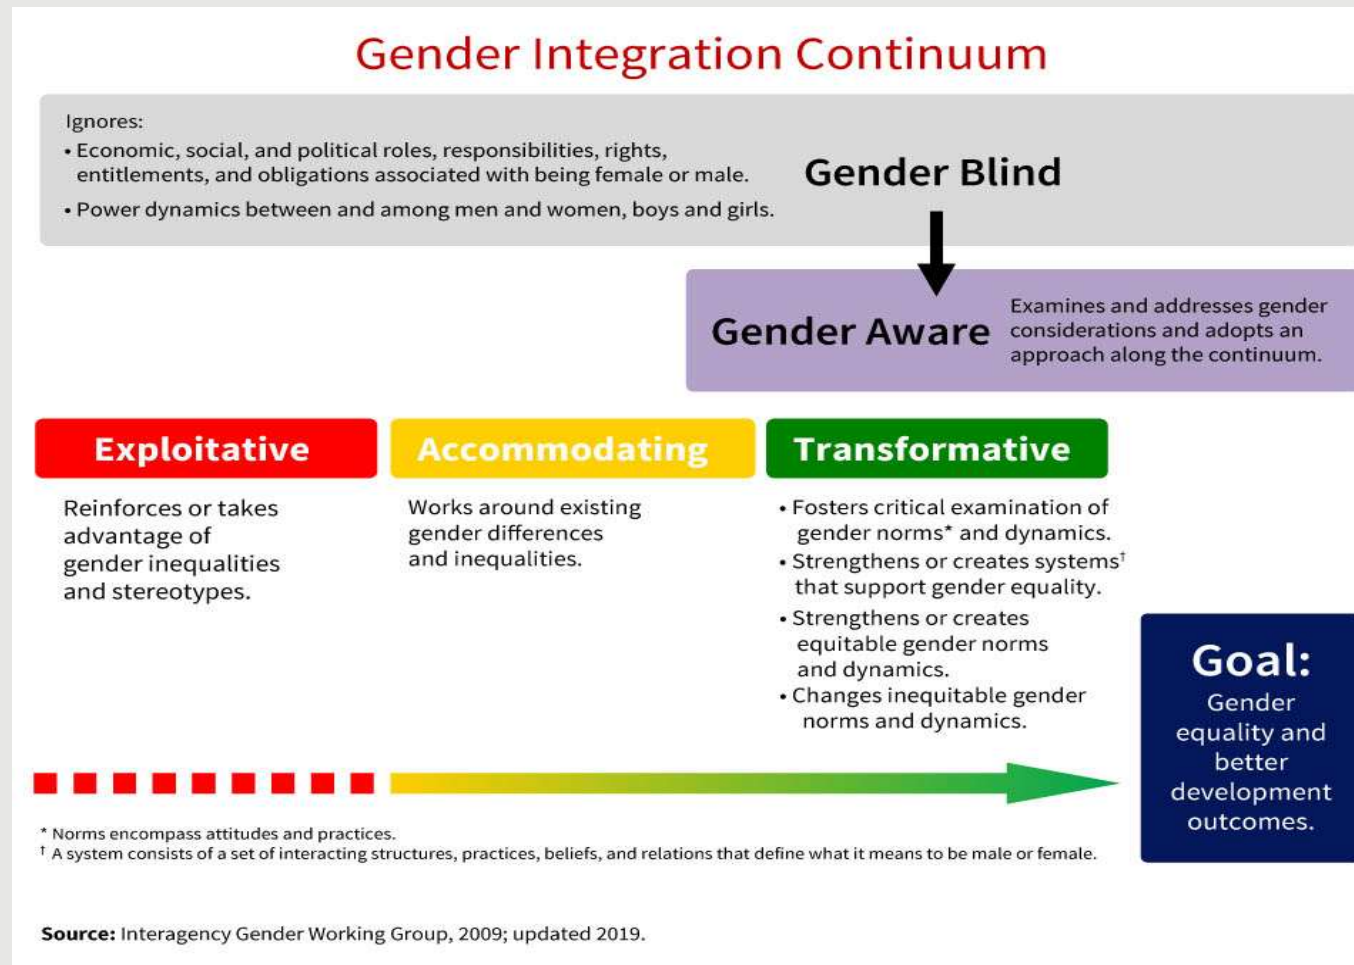 Gender Integration Continuum
Ignores:
• Economic, social, and political roles, responsibilities, rights,
entitlements, and obligations associated with being female or male.
• Power dynamics between and among men and women, boys and girls.
Gender Blind
Gender Aware
Examines and addresses gender
considerations and adopts an
approach along the continuum.
Exploitative
Reinforces or takes
advantage of
gender inequalities
and stereotypes.
Accommodating
Works around existing
gender differences
and inequalities.
Transformative
• Fosters critical examination of
gender norms* and dynamics.
• Strengthens or creates systems†
that support gender equality.
• Strengthens or creates
equitable gender norms
and dynamics.
• Changes inequitable gender
norms and dynamics.
Goal:
Gender
equality and
better
development
outcomes.
* Norms encompass attitudes and practices.
† A system consists of a set of interacting structures, practices, beliefs, and relations that define what it means to be male or female.
Source: Interagency Gender Working Group, 2009; updated 2019.